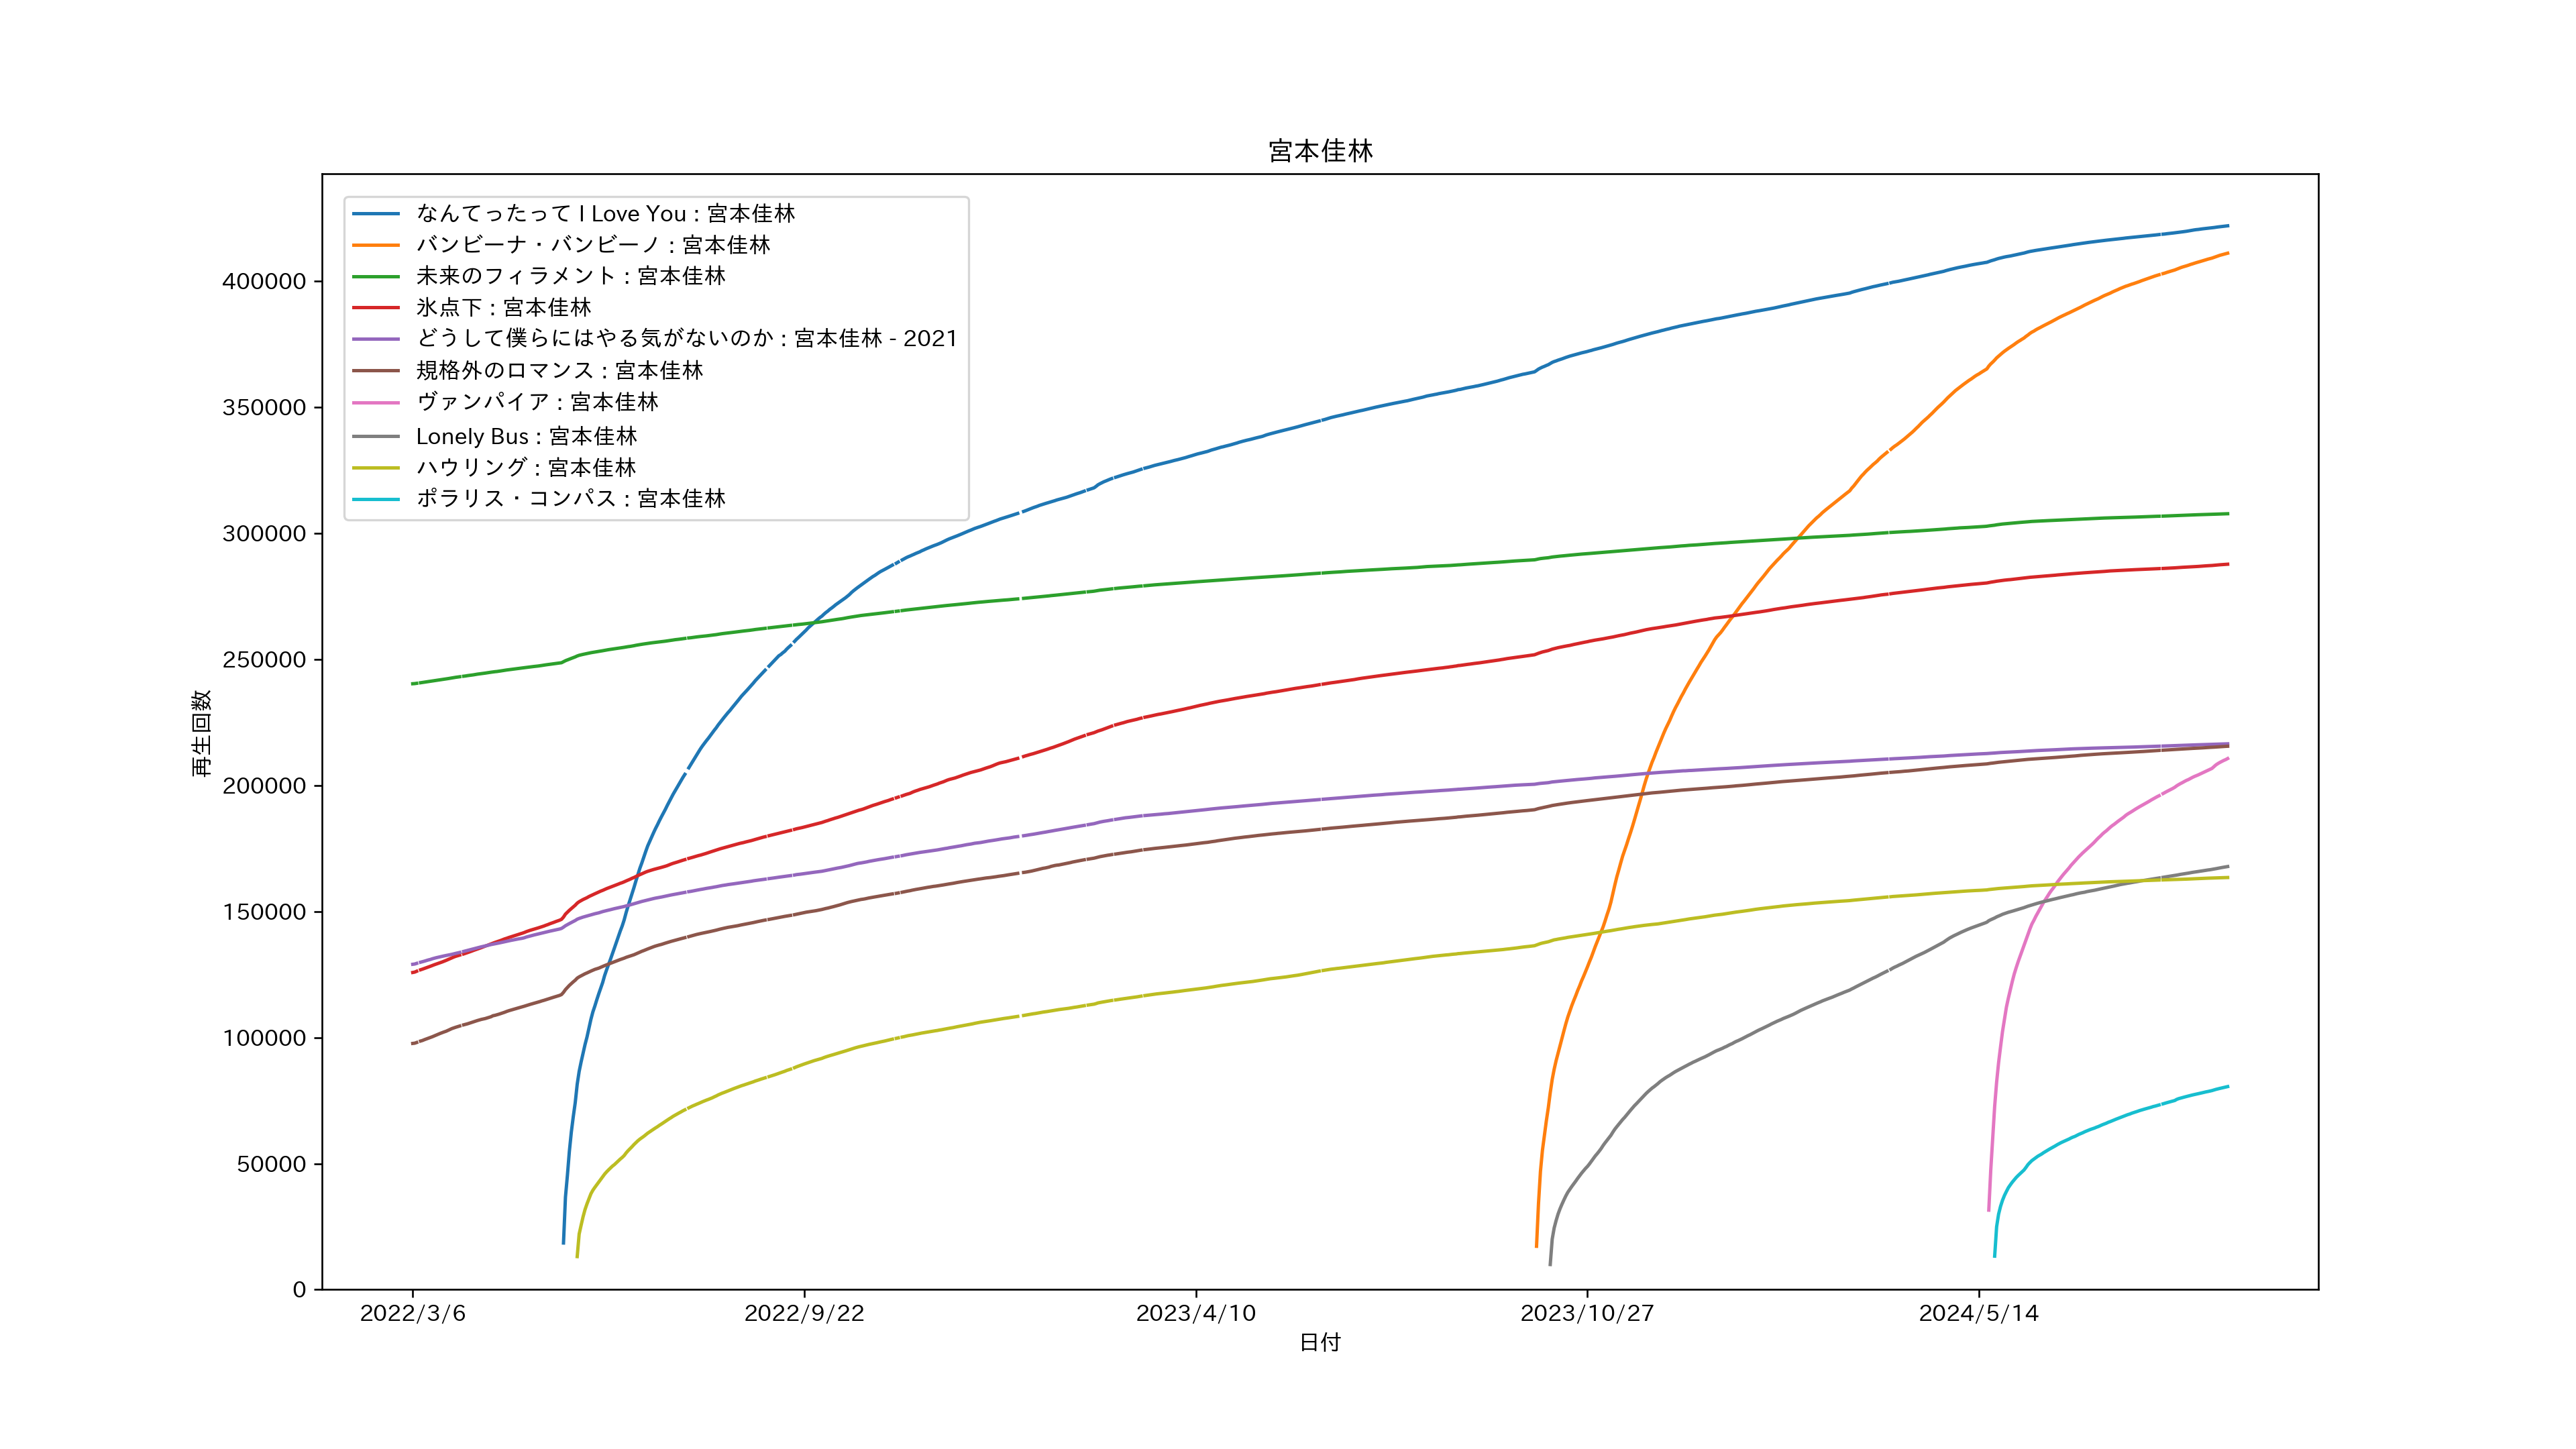 宮本佳林
なんてったって I Love You : 宮本佳林
バンビーナ・バンビーノ : 宮本佳林
未来のフィラメント : 宮本佳林
氷点下 : 宮本佳林
どうして僕らにはやる気がないのか : 宮本佳林 - 2021
規格外のロマンス : 宮本佳林
ヴァンパイア : 宮本佳林
Lonely Bus : 宮本佳林
ハウリング : 宮本佳林
ポラリス・コンパス : 宮本佳林
400000
350000
300000
250000
200000
150000
100000
50000
0
再生回数
2022/3/6
2022/9/22
2023/4/10
2023/10/27
2024/5/14
日付